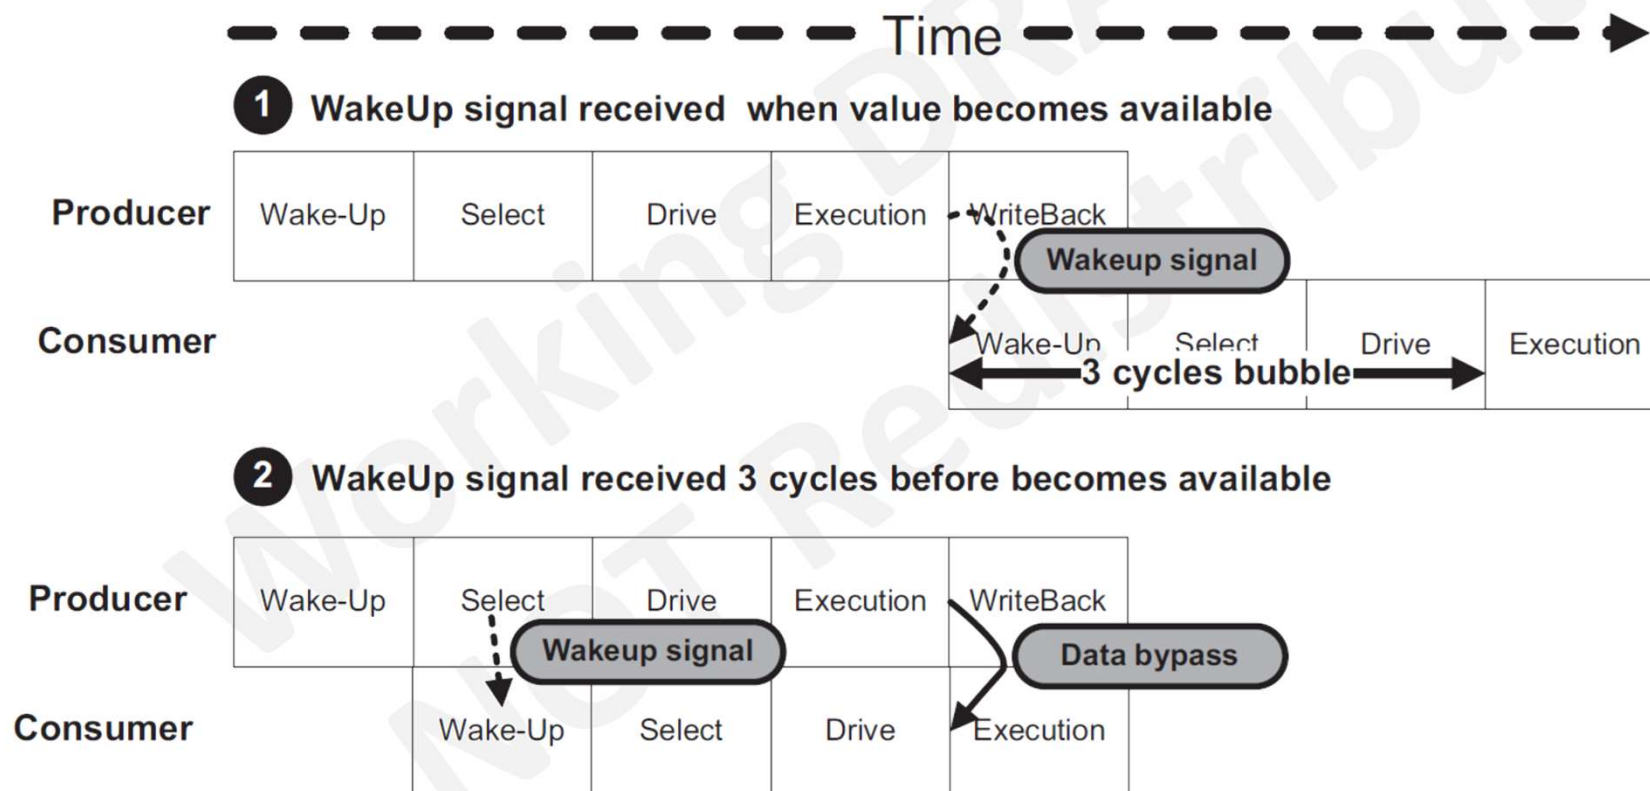 Time
1 WakeUp signal received when value becomes available
Producer Wake-Up Select Drive Execution WriteBack
Wakeup signal
Consumer Wake-Up Select Drive Execution
3 cycles bubble
2 WakeUp signal received 3 cycles before becomes available
Producer Wake-Up Select Drive Execution WriteBack
Wakeup signal Data bypass
Consumer Wake-Up Select Drive Execution
Working
NOT